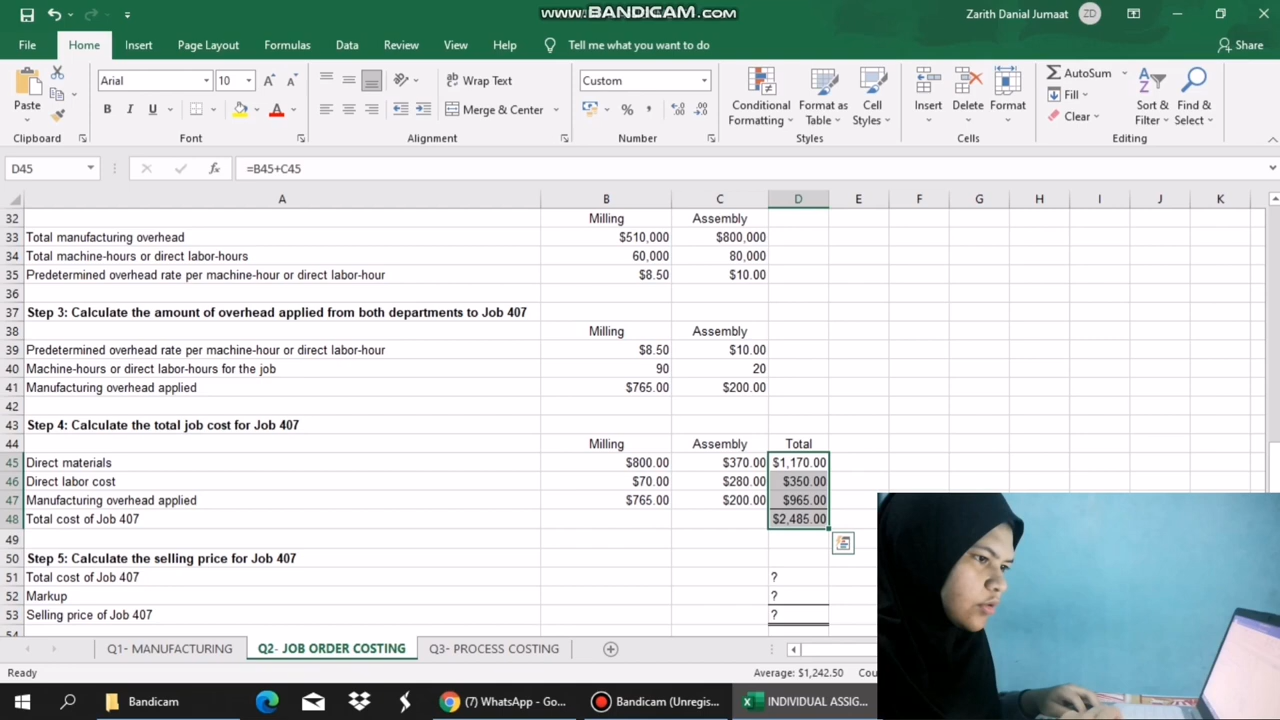 www.BANDICAM.com
Zarith Danial Jumaat ZD
File Home Insert Page Layout Formulas Data Review View Help Tell me what you want to do Share
Paste Arial 10 Wrap Text Custom Conditional Formatting Format as Table Cell Styles Insert Delete Format AutoSum Sort & Filter Find & Select
B I U A Merge & Center % Fill Clear
Clipboard Font Alignment Number Styles Cells Editing
D45 fx =B45+C45
A B C D E F G H I J K
32 Milling Assembly
33 Total manufacturing overhead $510,000 $800,000
34 Total machine-hours or direct labor-hours 60,000 80,000
35 Predetermined overhead rate per machine-hour or direct labor-hour $8.50 $10.00
36
37 Step 3: Calculate the amount of overhead applied from both departments to Job 407
38 Milling Assembly
39 Predetermined overhead rate per machine-hour or direct labor-hour $8.50 $10.00
40 Machine-hours or direct labor-hours for the job 90 20
41 Manufacturing overhead applied $765.00 $200.00
42
43 Step 4: Calculate the total job cost for Job 407
44 Milling Assembly Total
45 Direct materials $800.00 $370.00 $1,170.00
46 Direct labor cost $70.00 $280.00 $350.00
47 Manufacturing overhead applied $765.00 $200.00 $965.00
48 Total cost of Job 407 $2,485.00
49
50 Step 5: Calculate the selling price for Job 407
51 Total cost of Job 407 ?
52 Markup ?
53 Selling price of Job 407 ?
54
Q1- MANUFACTURING Q2- JOB ORDER COSTING Q3- PROCESS COSTING
Ready Average: $1,242.50 Cou
Bandicam (7) WhatsApp - Go... Bandicam (Unregis... INDIVIDUAL ASSIG...